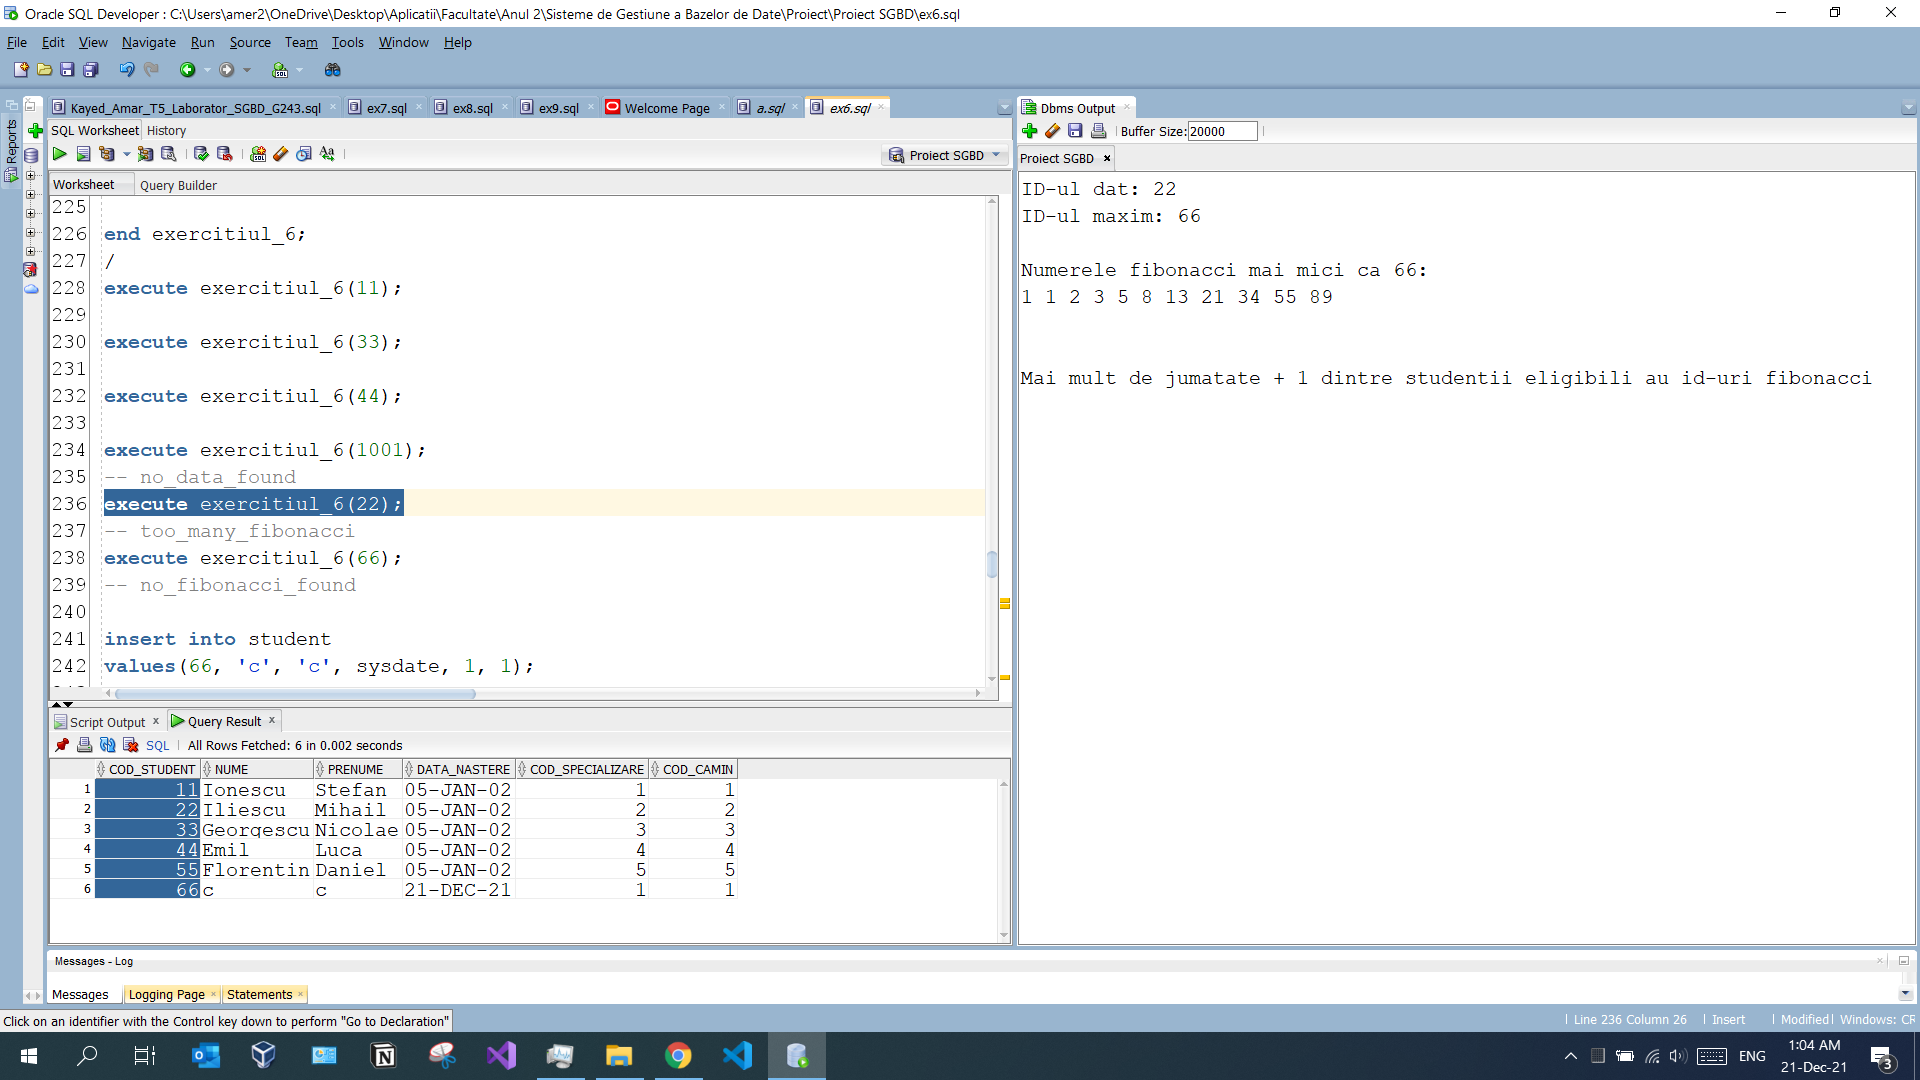 Oracle SQL Developer : C:\Users\amer2\OneDrive\Desktop\Aplicatii\Facultate\Anul 2\Sisteme de Gestiune a Bazelor de Date\Proiect\Proiect SGBD\ex6.sql
File Edit View Navigate Run Source Team Tools Window Help
Reports
Kayed_Amar_T5_Laborator_SGBD_G243.sql ex7.sql ex8.sql ex9.sql Welcome Page a.sql ex6.sql
SQL Worksheet History
Proiect SGBD
Worksheet Query Builder
225
226 end exercitiul_6;
227 /
228 execute exercitiul_6(11);
229
230 execute exercitiul_6(33);
231
232 execute exercitiul_6(44);
233
234 execute exercitiul_6(1001);
235 -- no_data_found
236 execute exercitiul_6(22);
237 -- too_many_fibonacci
238 execute exercitiul_6(66);
239 -- no_fibonacci_found
240
241 insert into student
242 values(66, 'c', 'c', sysdate, 1, 1);
Dbms Output
Buffer Size: 20000
Proiect SGBD
ID-ul dat: 22
ID-ul maxim: 66
Numerele fibonacci mai mici ca 66:
1 1 2 3 5 8 13 21 34 55 89
Mai mult de jumatate + 1 dintre studentii eligibili au id-uri fibonacci
Script Output Query Result
SQL All Rows Fetched: 6 in 0.002 seconds
COD_STUDENT NUME PRENUME DATA_NASTERE COD_SPECIALIZARE COD_CAMIN
1 11 Ionescu Stefan 05-JAN-02 1 1
2 22 Iliescu Mihail 05-JAN-02 2 2
3 33 Georgescu Nicolae 05-JAN-02 3 3
4 44 Emil Luca 05-JAN-02 4 4
5 55 Florentin Daniel 05-JAN-02 5 5
6 66 c c 21-DEC-21 1 1
Messages - Log
Messages Logging Page Statements
Click on an identifier with the Control key down to perform "Go to Declaration"
Line 236 Column 26 Insert Modified Windows: CR
ENG
1:04 AM
21-Dec-21
3